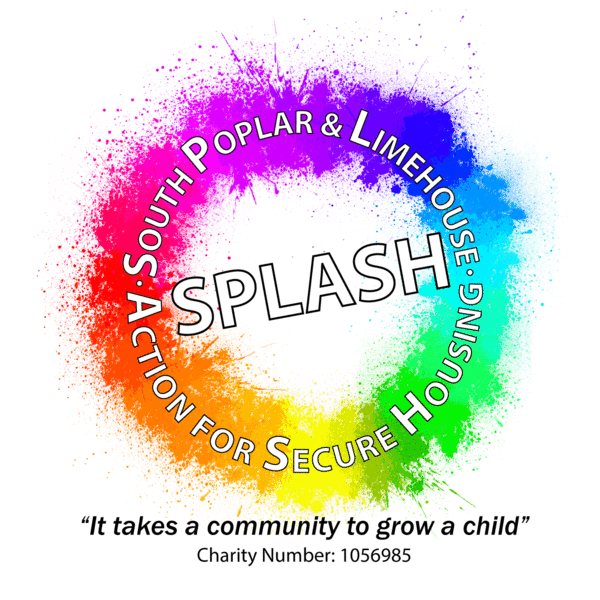 SOUTH POPLAR & LIMEHOUSE ·
ACTION FOR SECURE HOUSING ·
SPLASH
“It takes a community to grow a child”
Charity Number: 1056985